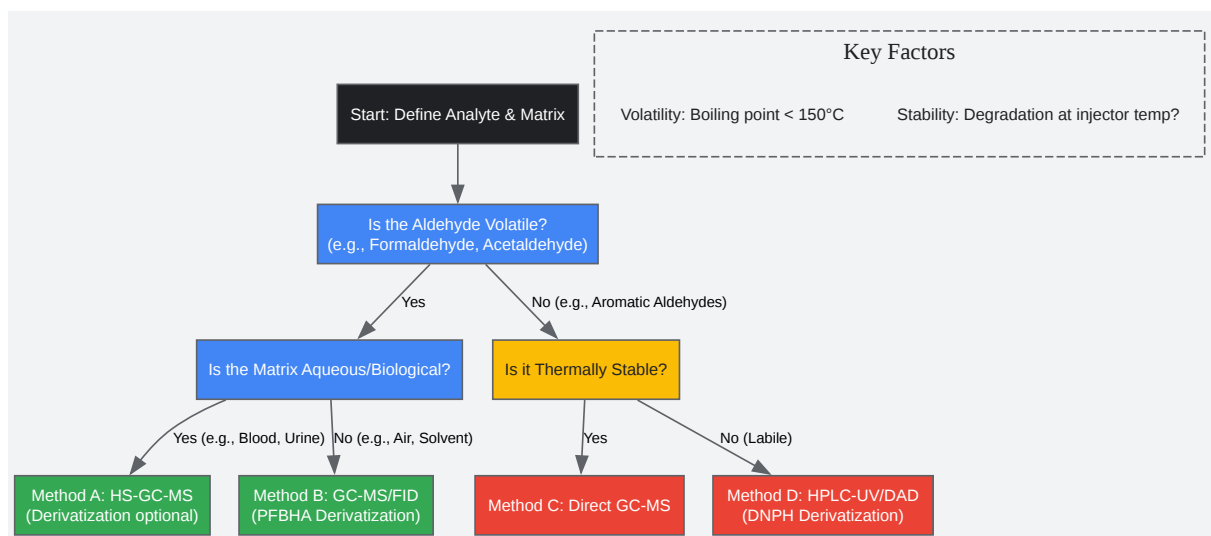 Key Factors
Start: Define Analyte & Matrix
Volatility: Boiling point < 150°C
Stability: Degradation at injector temp?
Is the Aldehyde Volatile?
(e.g., Formaldehyde, Acetaldehyde)
Yes
No (e.g., Aromatic Aldehydes)
Is the Matrix Aqueous/Biological?
Is it Thermally Stable?
Yes (e.g., Blood, Urine)
No (e.g., Air, Solvent)
Yes
No (Labile)
Method A: HS-GC-MS
(Derivatization optional)
Method B: GC-MS/FID
(PFBHA Derivatization)
Method C: Direct GC-MS
Method D: HPLC-UV/DAD
(DNPH Derivatization)